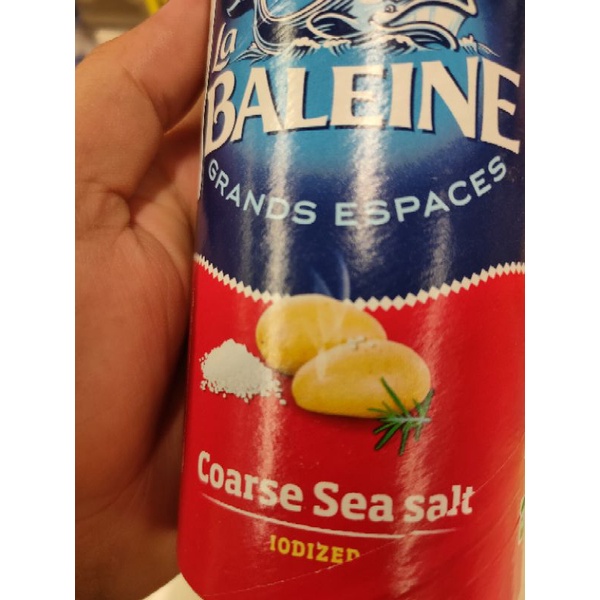 La
BALEINE
GRANDS ESPACES
Coarse Sea salt
IODIZED